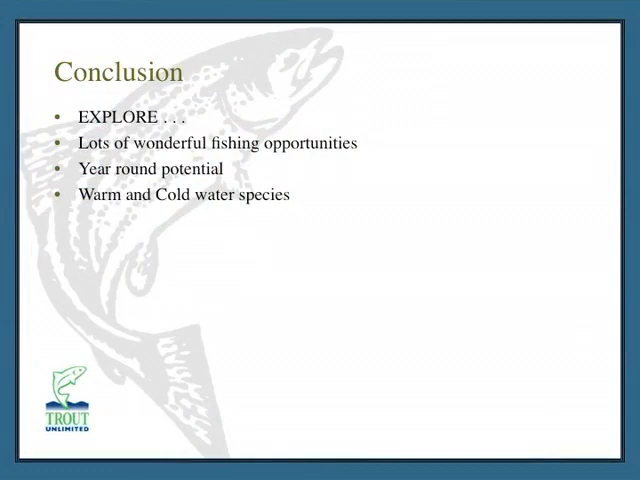 Conclusion
• EXPLORE . . .
• Lots of wonderful fishing opportunities
• Year round potential
• Warm and Cold water species
TROUT
UNLIMITED